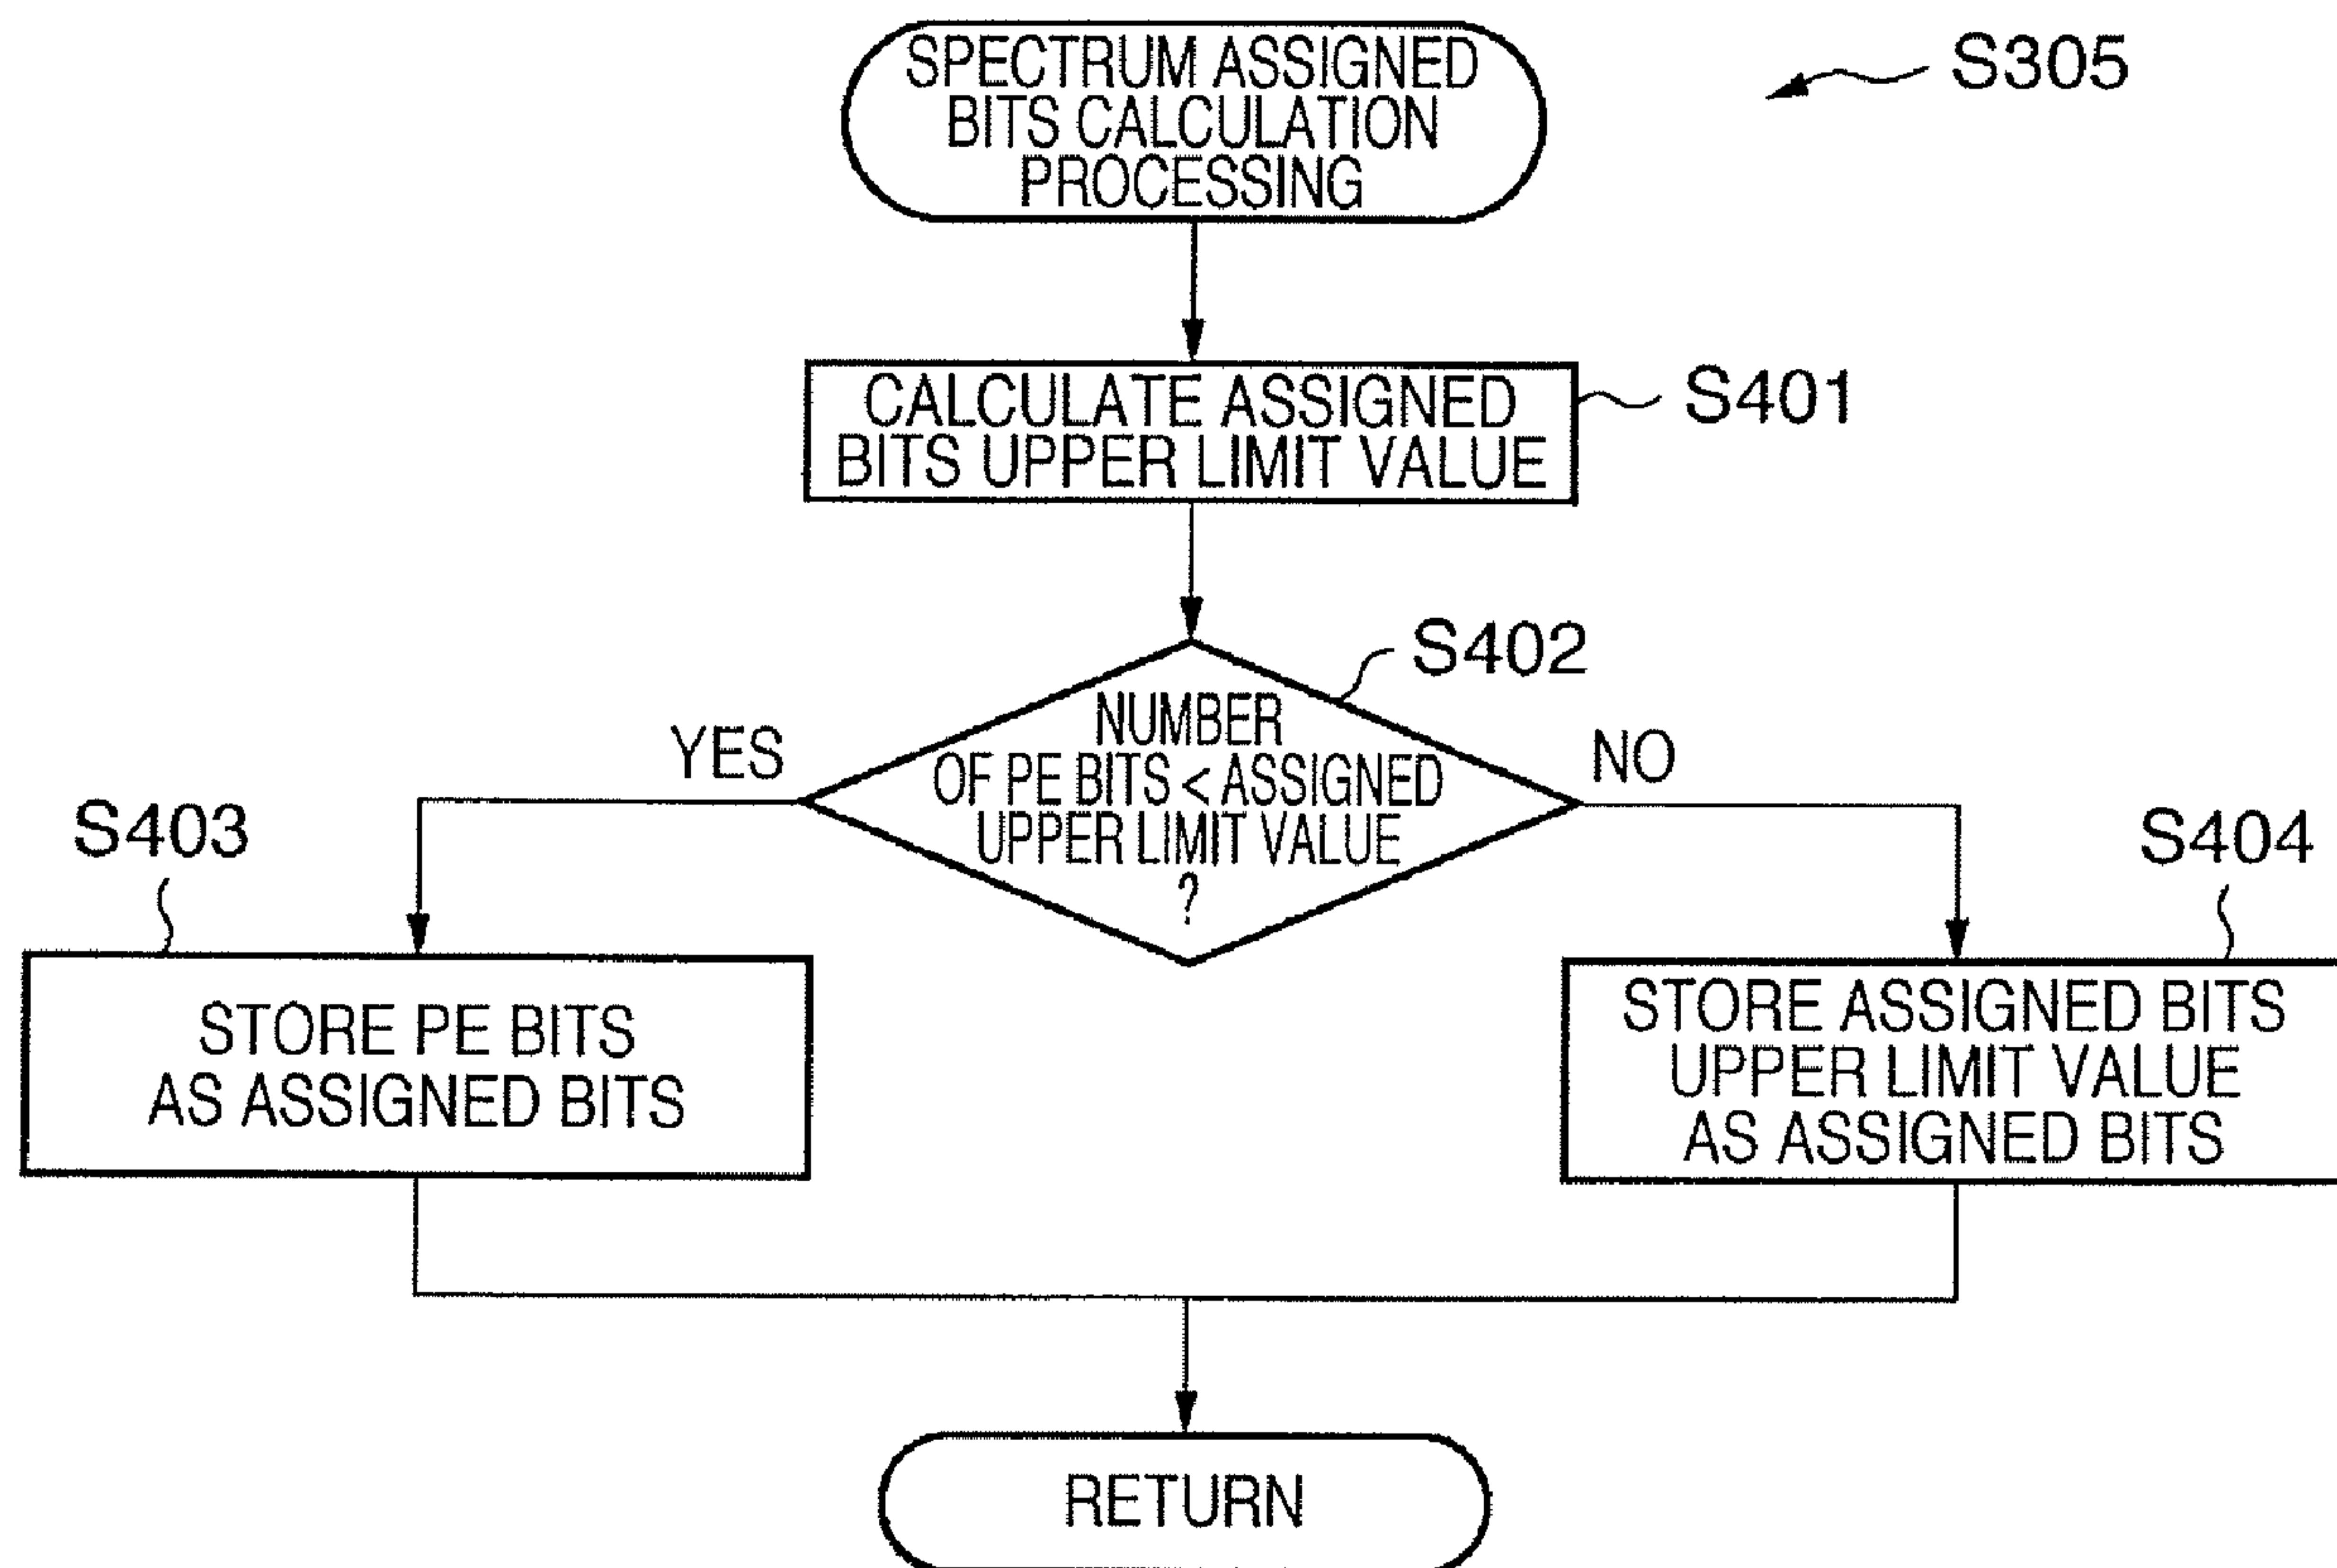 SPECTRUM ASSIGNED
BITS CALCULATION
PROCESSING
S305
CALCULATE ASSIGNED
BITS UPPER LIMIT VALUE
S401
S402
NUMBER
OF PE BITS < ASSIGNED
UPPER LIMIT VALUE
?
YES
NO
S403
STORE PE BITS
AS ASSIGNED BITS
S404
STORE ASSIGNED BITS
UPPER LIMIT VALUE
AS ASSIGNED BITS
RETURN